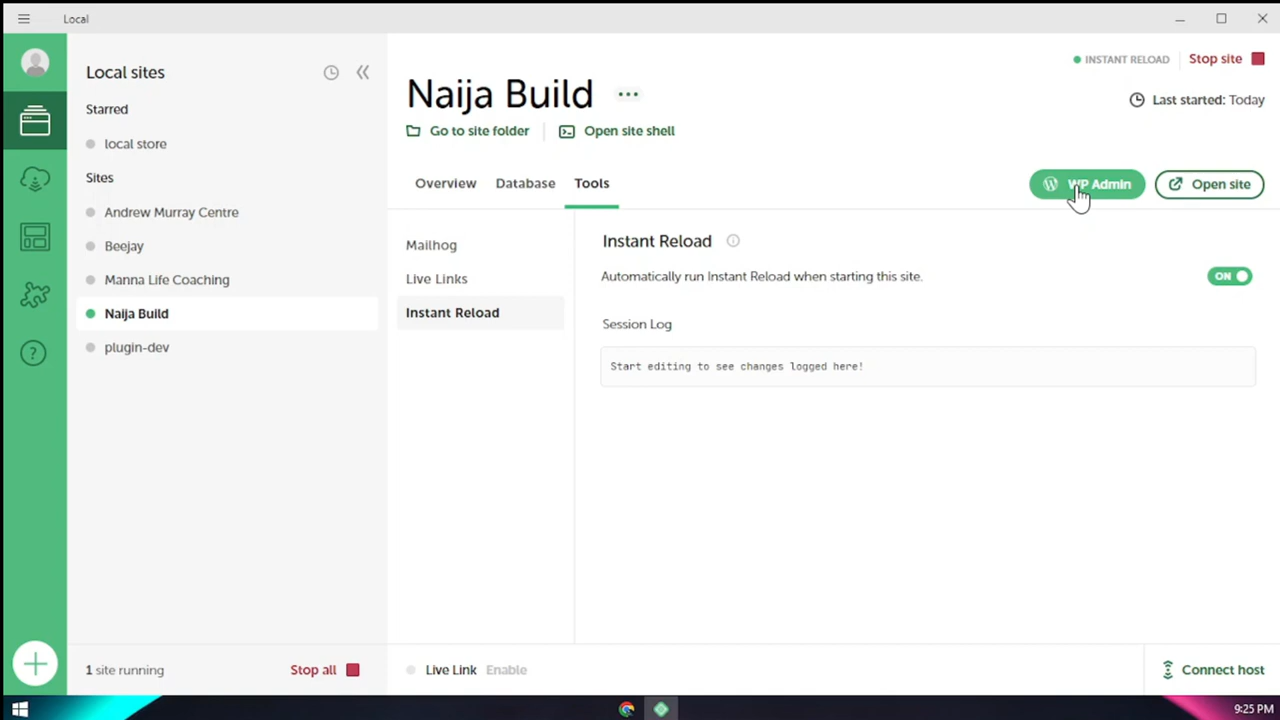 Local
Local sites
Starred
local store
Sites
Andrew Murray Centre
Beejay
Manna Life Coaching
Naija Build
plugin-dev
1 site running
Stop all
Naija Build
Go to site folder
Open site shell
INSTANT RELOAD
Stop site
Last started: Today
Overview
Database
Tools
WP Admin
Open site
Mailhog
Live Links
Instant Reload
Instant Reload
Automatically run Instant Reload when starting this site.
ON
Session Log
Start editing to see changes logged here!
Live Link Enable
Connect host
9:25 PM